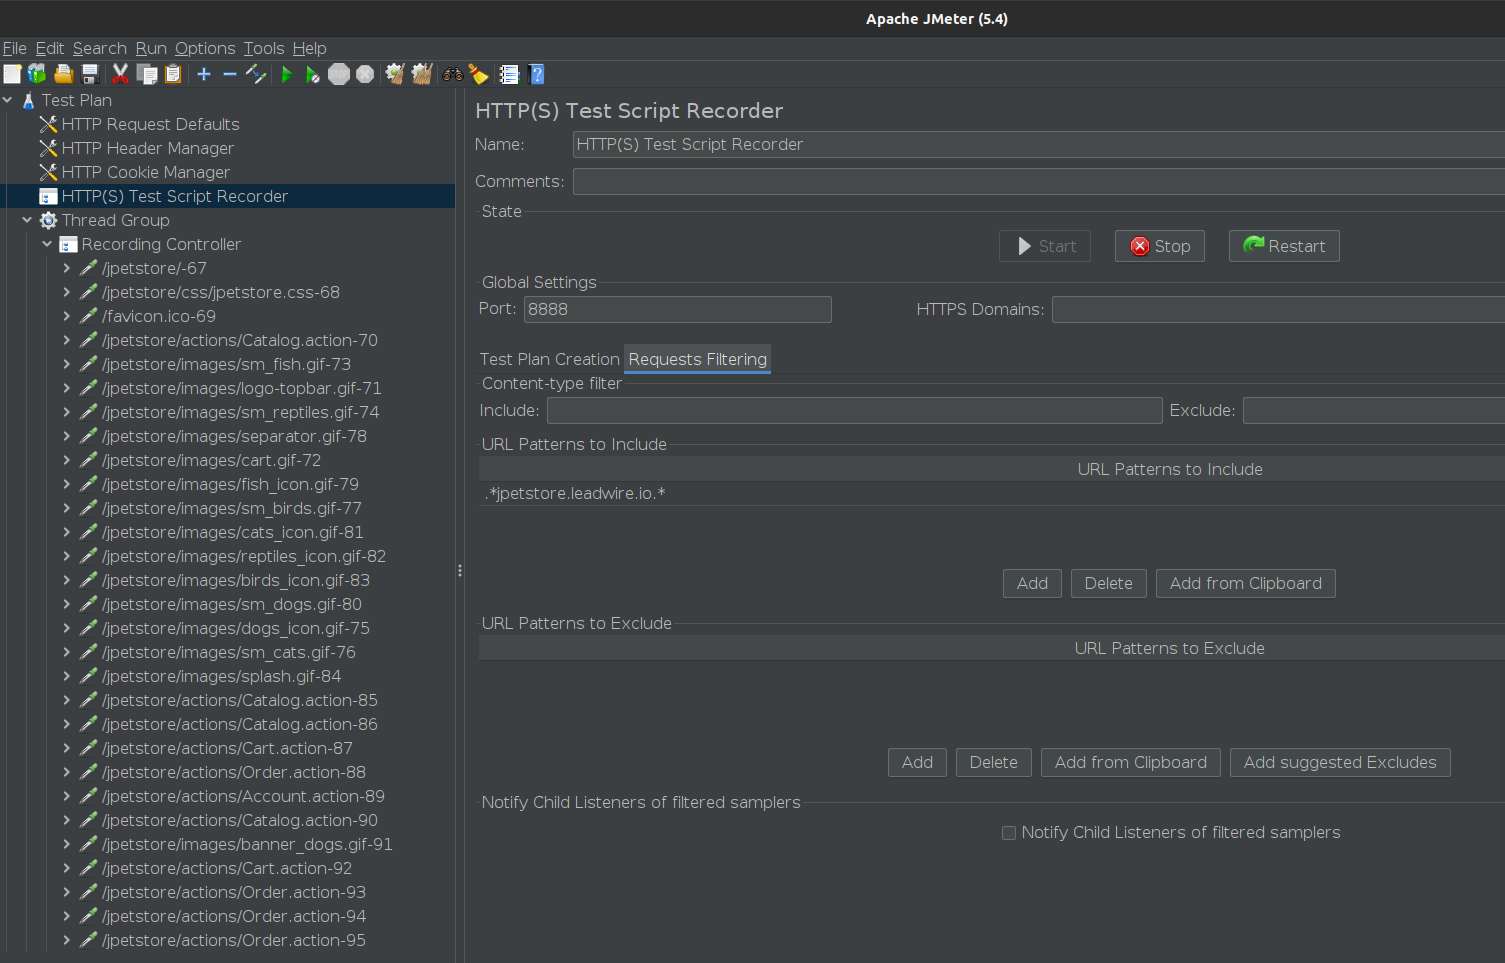 Apache JMeter (5.4)
File Edit Search Run Options Tools Help
STOP
Test Plan
HTTP Request Defaults
HTTP Header Manager
HTTP Cookie Manager
HTTP(S) Test Script Recorder
Thread Group
Recording Controller
/jpetstore/-67
/jpetstore/css/jpetstore.css-68
/favicon.ico-69
/jpetstore/actions/Catalog.action-70
/jpetstore/images/sm_fish.gif-73
/jpetstore/images/logo-topbar.gif-71
/jpetstore/images/sm_reptiles.gif-74
/jpetstore/images/separator.gif-78
/jpetstore/images/cart.gif-72
/jpetstore/images/fish_icon.gif-79
/jpetstore/images/sm_birds.gif-77
/jpetstore/images/cats_icon.gif-81
/jpetstore/images/reptiles_icon.gif-82
/jpetstore/images/birds_icon.gif-83
/jpetstore/images/sm_dogs.gif-80
/jpetstore/images/dogs_icon.gif-75
/jpetstore/images/sm_cats.gif-76
/jpetstore/images/splash.gif-84
/jpetstore/actions/Catalog.action-85
/jpetstore/actions/Catalog.action-86
/jpetstore/actions/Cart.action-87
/jpetstore/actions/Order.action-88
/jpetstore/actions/Account.action-89
/jpetstore/actions/Catalog.action-90
/jpetstore/images/banner_dogs.gif-91
/jpetstore/actions/Cart.action-92
/jpetstore/actions/Order.action-93
/jpetstore/actions/Order.action-94
/jpetstore/actions/Order.action-95
HTTP(S) Test Script Recorder
Name: HTTP(S) Test Script Recorder
Comments:
State
Start Stop Restart
Global Settings
Port: 8888 HTTPS Domains:
Test Plan Creation Requests Filtering
Content-type filter
Include: Exclude:
URL Patterns to Include
URL Patterns to Include
.*jpetstore.leadwire.io.*
Add Delete Add from Clipboard
URL Patterns to Exclude
URL Patterns to Exclude
Add Delete Add from Clipboard Add suggested Excludes
Notify Child Listeners of filtered samplers
Notify Child Listeners of filtered samplers